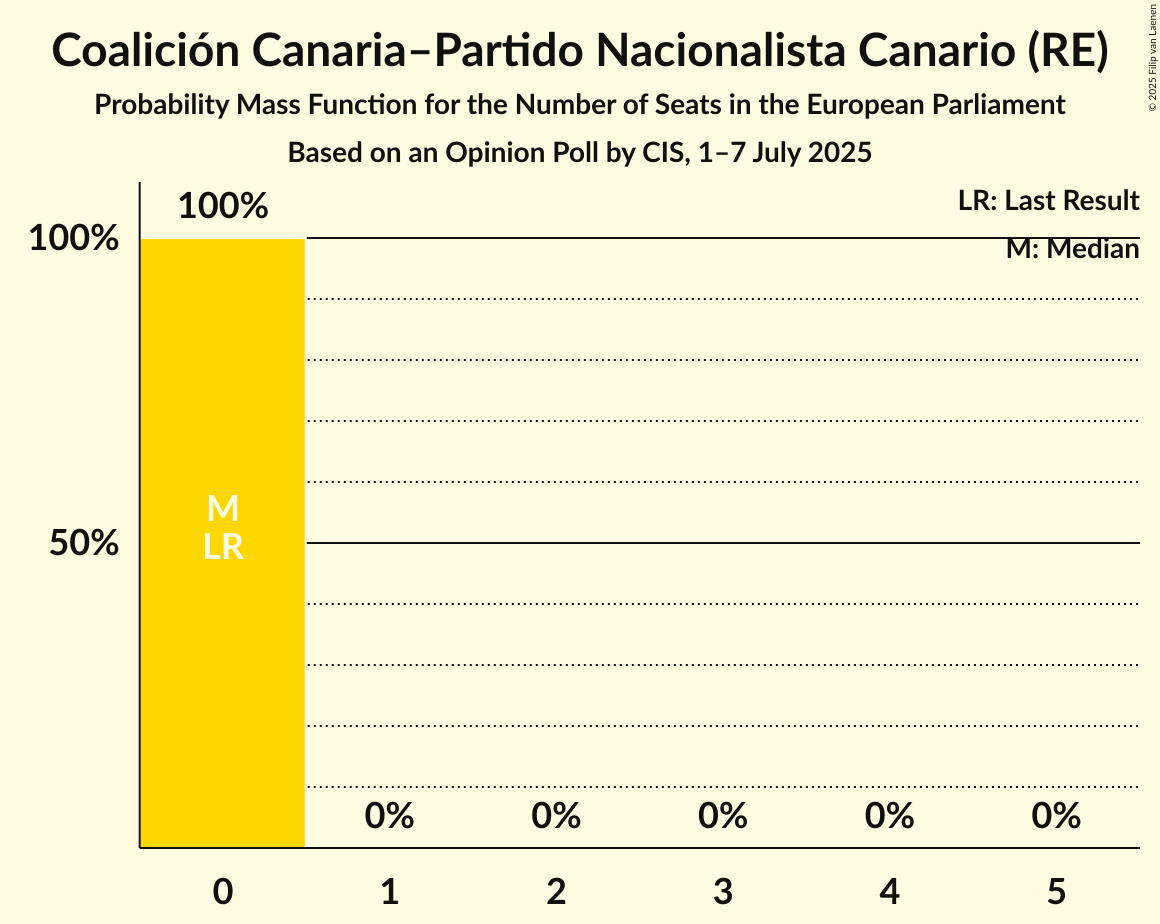 Coalición Canaria–Partido Nacionalista Canario (RE)
Probability Mass Function for the Number of Seats in the European Parliament
Based on an Opinion Poll by CIS, 1–7 July 2025
© 2025 Filip van Laenen
LR: Last Result
M: Median
100%
100%
50%
M
LR
0%
0%
0%
0%
0%
0
1
2
3
4
5